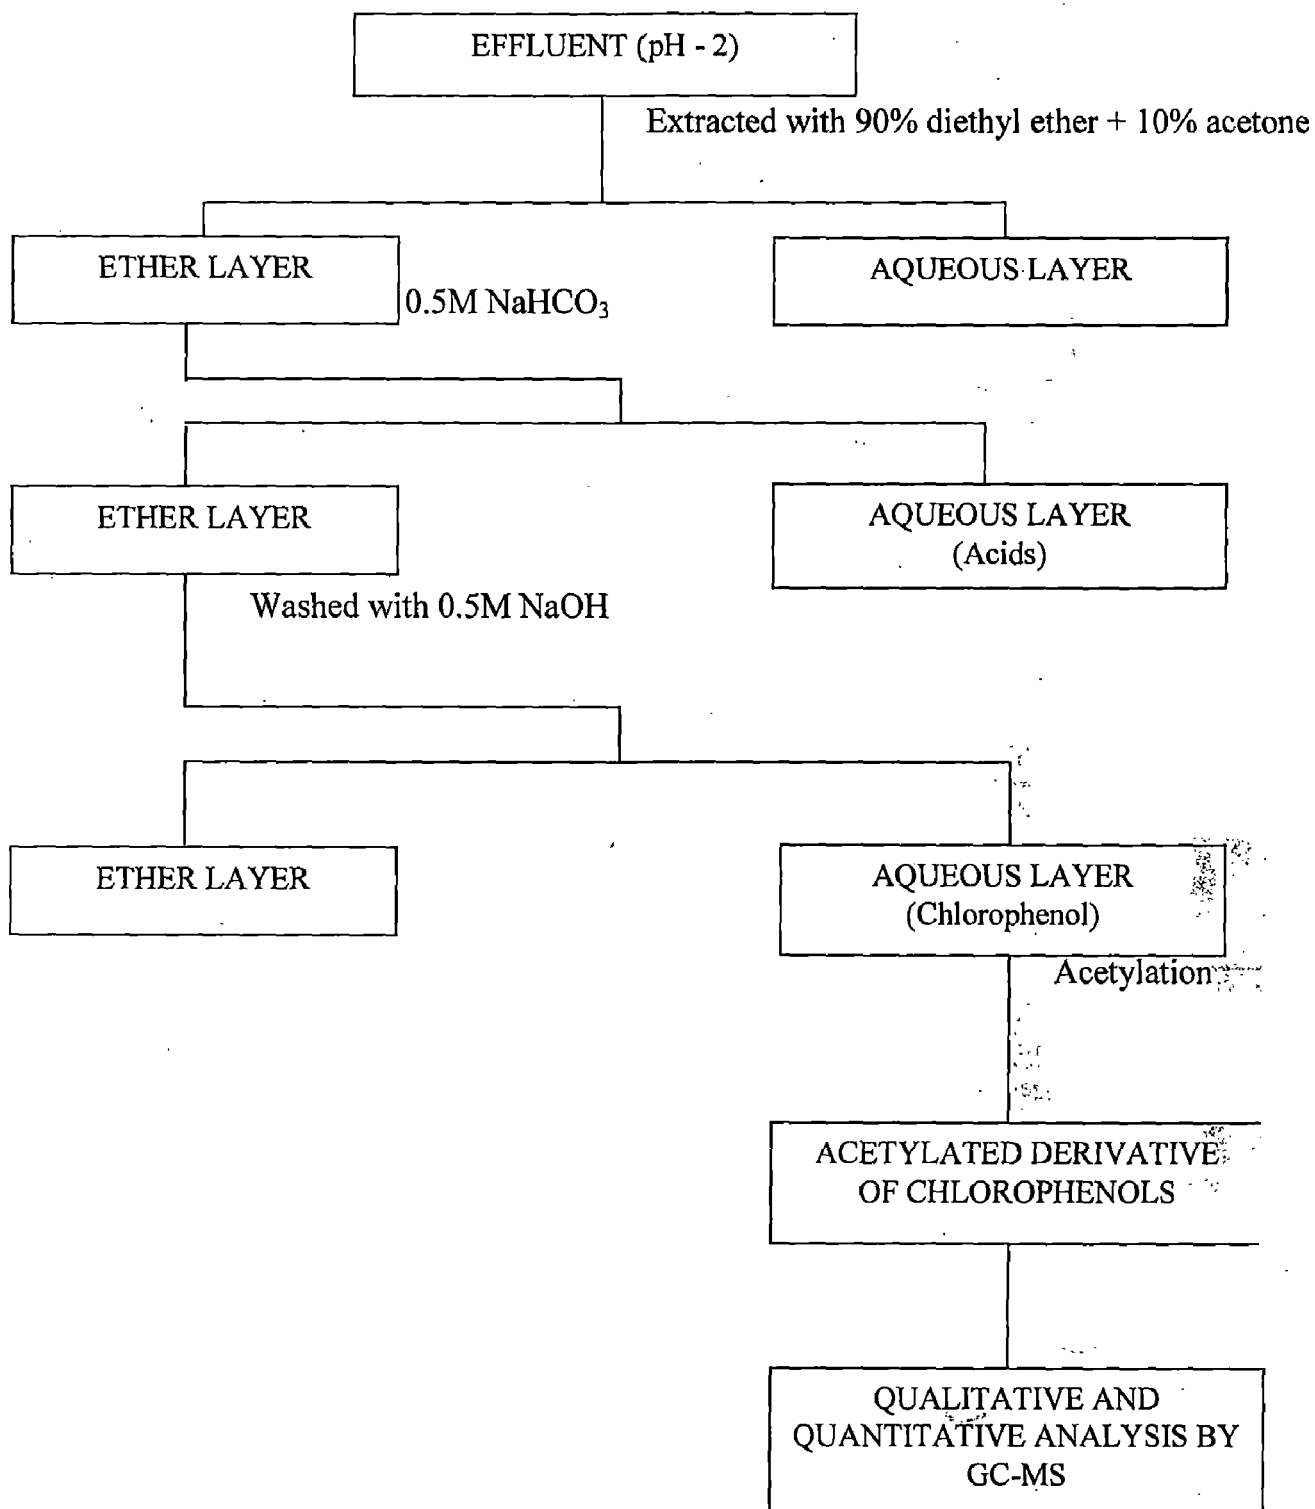 EFFLUENT (pH - 2)
Extracted with 90% diethyl ether + 10% acetone
ETHER LAYER
AQUEOUS LAYER
0.5M NaHCO₃
ETHER LAYER
AQUEOUS LAYER
(Acids)
Washed with 0.5M NaOH
ETHER LAYER
AQUEOUS LAYER
(Chlorophenol)
Acetylation
ACETYLATED DERIVATIVE
OF CHLOROPHENOLS
QUALITATIVE AND
QUANTITATIVE ANALYSIS BY
GC-MS